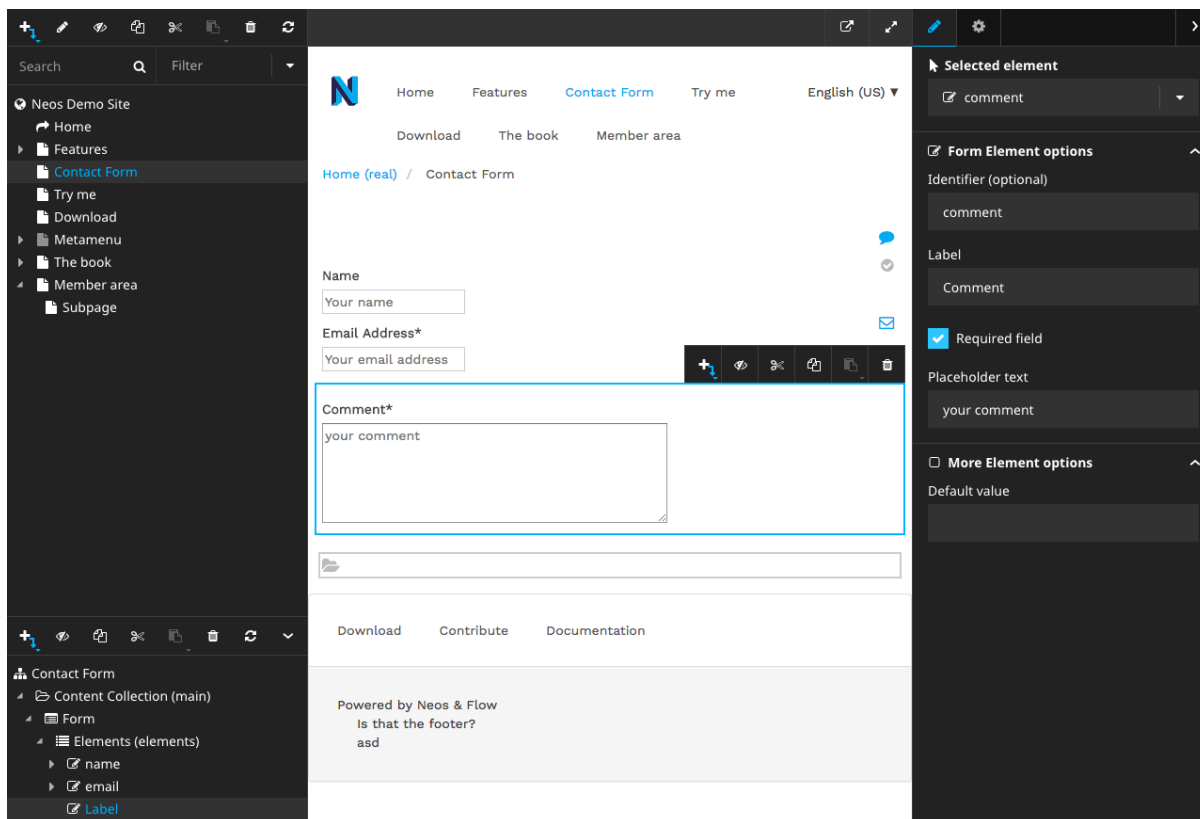 Search
Filter
Neos Demo Site
Home
Features
Contact Form
Try me
Download
Metamenu
The book
Member area
Subpage
Contact Form
Content Collection (main)
Form
Elements (elements)
name
email
Label
N
Home Features Contact Form Try me English (US) ▼
Download The book Member area
Home (real) / Contact Form
Name
Your name
Email Address*
Your email address
Comment*
your comment
Download Contribute Documentation
Powered by Neos & Flow
Is that the footer?
asd
Selected element
comment
Form Element options
Identifier (optional)
comment
Label
Comment
Required field
Placeholder text
your comment
More Element options
Default value